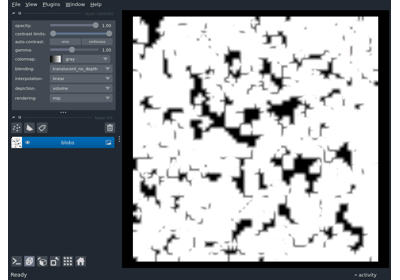 File View Plugins Window Help
opacity: 1.00
contrast limits:
auto-contrast: once continuous
gamma: 1.00
colormap: gray
blending: translucent_no_depth
interpolation: linear
depiction: volume
rendering: mip
blobs
Ready
activity